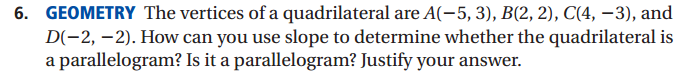 6. GEOMETRY The vertices of a quadrilateral are A(−5, 3), B(2, 2), C(4, −3), and
D(−2, −2). How can you use slope to determine whether the quadrilateral is
a parallelogram? Is it a parallelogram? Justify your answer.